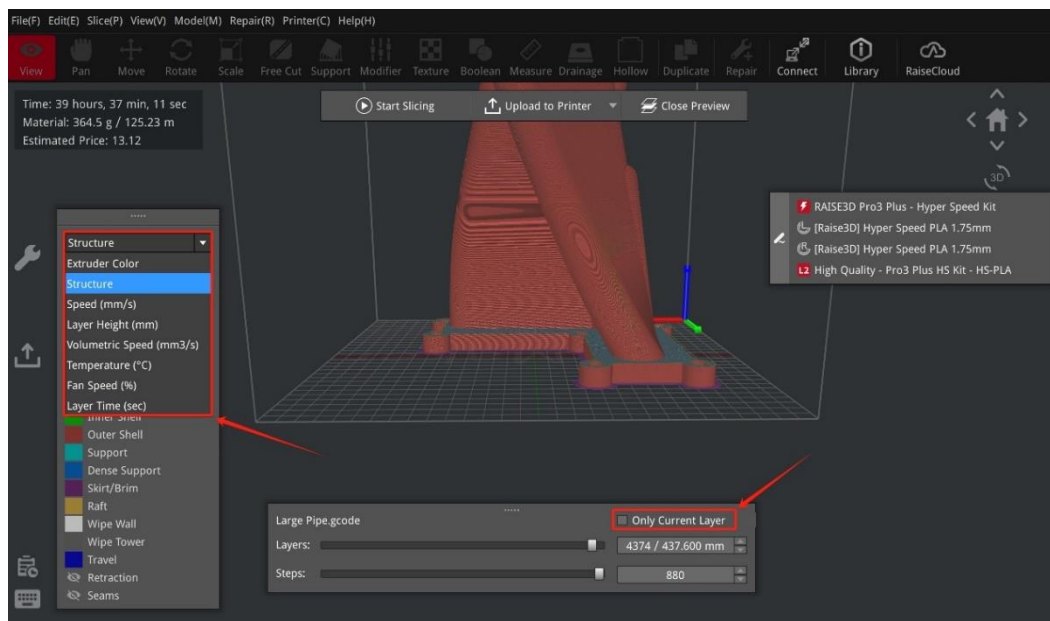 File(F) Edit(E) Slice(P) View(V) Model(M) Repair(R) Printer(C) Help(H)
View Pan Move Rotate Scale Free Cut Support Modifier Texture Boolean Measure Drainage Hollow Duplicate Repair Connect Library RaiseCloud
Time: 39 hours, 37 min, 11 sec
Material: 364.5 g / 125.23 m
Estimated Price: 13.12
Start Slicing Upload to Printer Close Preview
3D
RAISE3D Pro3 Plus - Hyper Speed Kit
L [Raise3D] Hyper Speed PLA 1.75mm
R [Raise3D] Hyper Speed PLA 1.75mm
L2 High Quality - Pro3 Plus HS Kit - HS-PLA
Structure
Extruder Color
Structure
Speed (mm/s)
Layer Height (mm)
Volumetric Speed (mm3/s)
Temperature (°C)
Fan Speed (%)
Layer Time (sec)
Inner Shell
Outer Shell
Support
Dense Support
Skirt/Brim
Raft
Wipe Wall
Wipe Tower
Travel
Retraction
Seams
Large Pipe.gcode
Only Current Layer
Layers: 4374 / 437.600 mm
Steps: 880